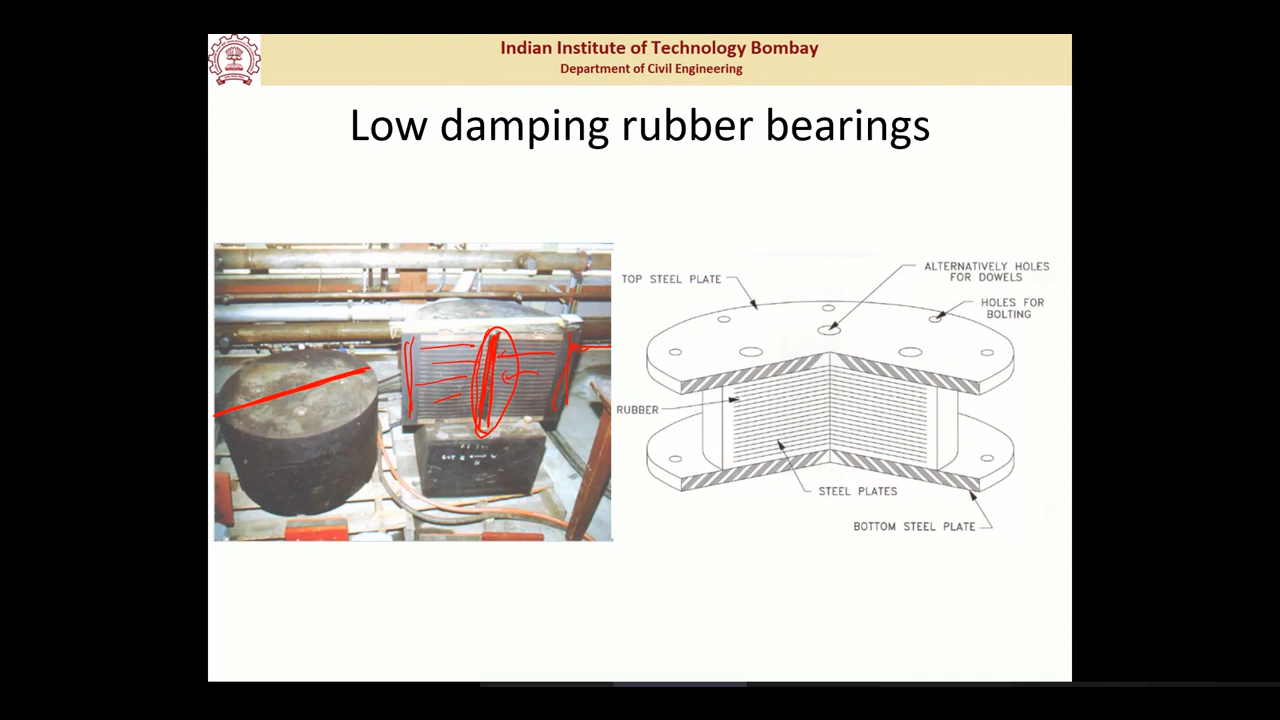 Indian Institute of Technology Bombay
Department of Civil Engineering
Low damping rubber bearings
TOP STEEL PLATE
ALTERNATIVELY HOLES
FOR DOWELS
HOLES FOR
BOLTING
RUBBER
STEEL PLATES
BOTTOM STEEL PLATE